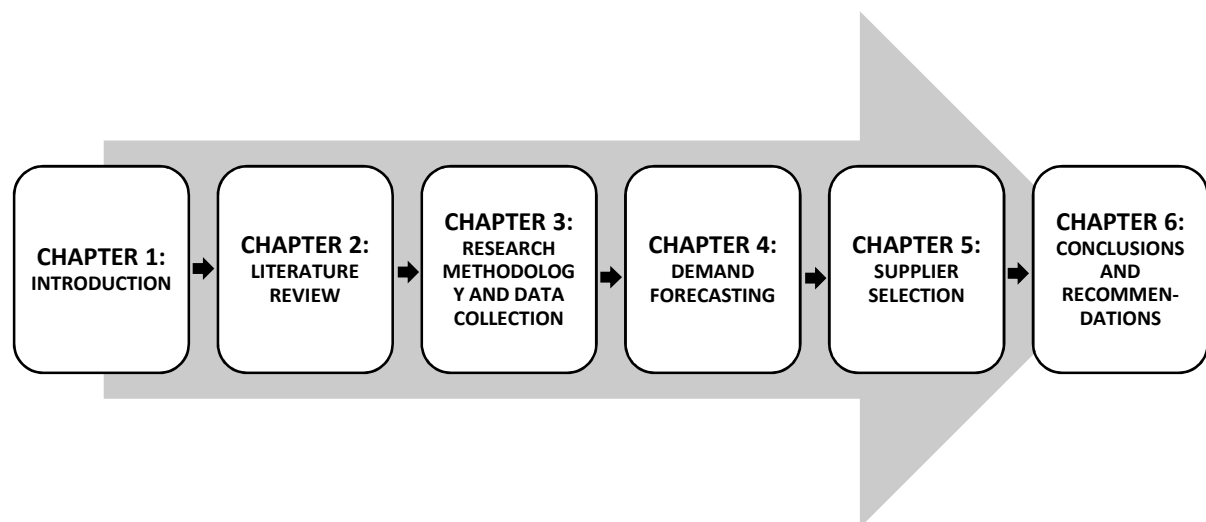 CHAPTER 1:
INTRODUCTION
CHAPTER 2:
LITERATURE
REVIEW
CHAPTER 3:
RESEARCH
METHODOLOG
Y AND DATA
COLLECTION
CHAPTER 4:
DEMAND
FORECASTING
CHAPTER 5:
SUPPLIER
SELECTION
CHAPTER 6:
CONCLUSIONS
AND
RECOMMEN-
DATIONS